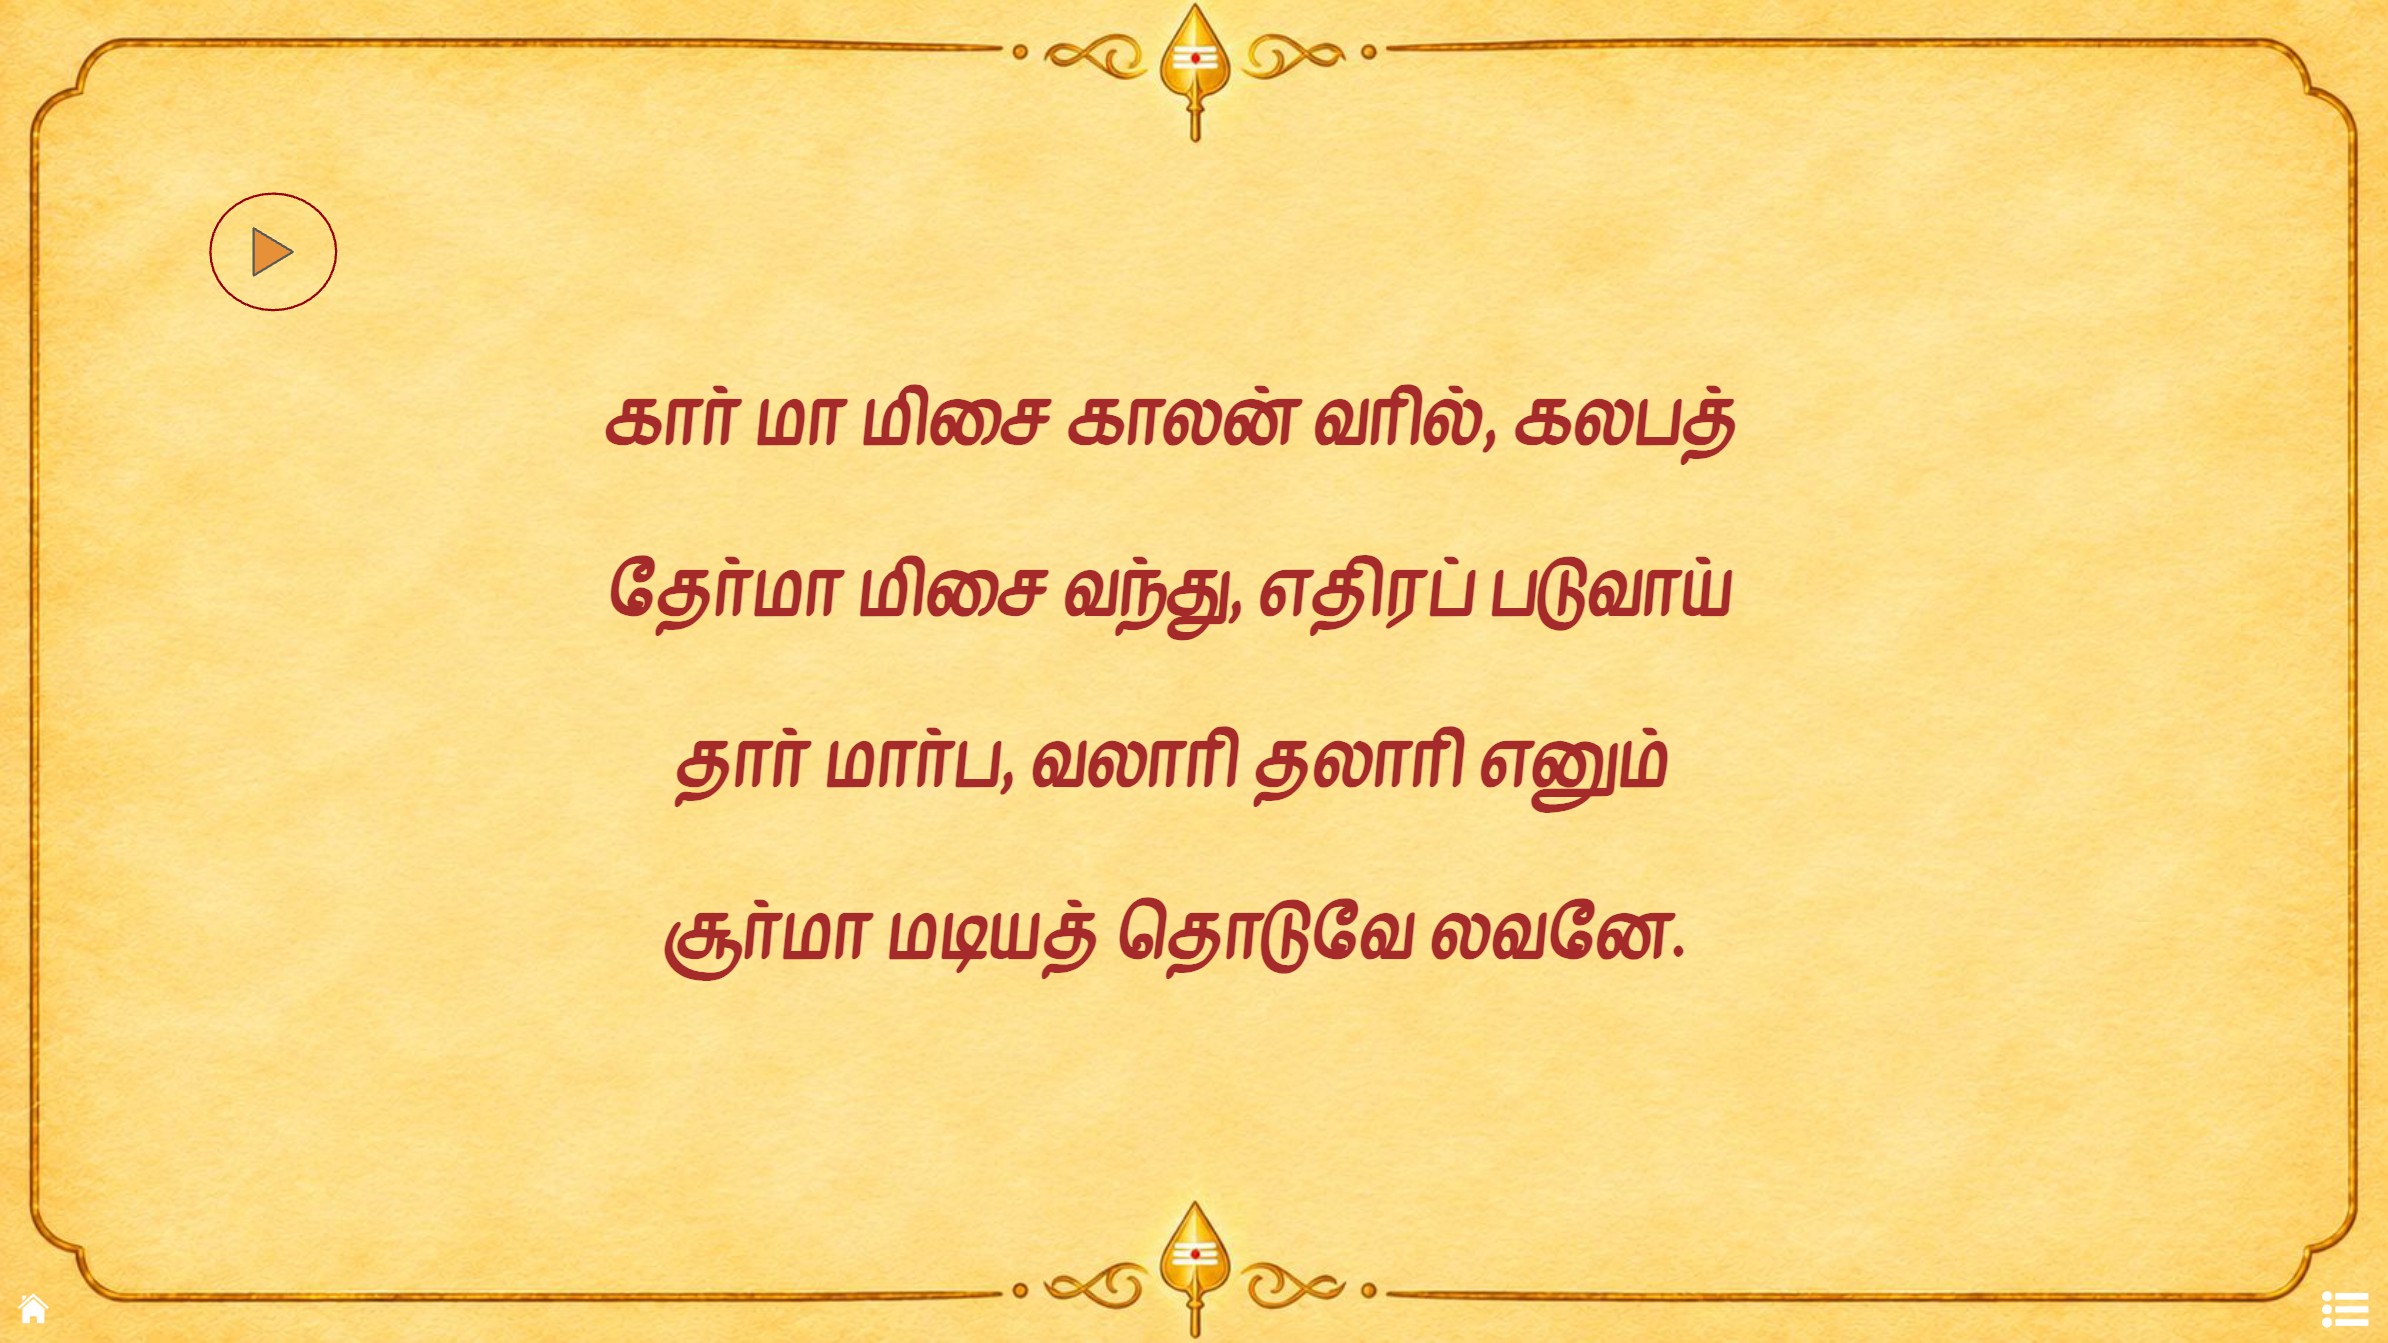 கார் மா மிசை காலன் வரில், கலபத்
தேர்மா மிசை வந்து, எதிரப் படுவாய்
தார் மார்ப, வலாரி தலாரி எனும்
சூர்மா மடியத் தொடுவே லவனே.